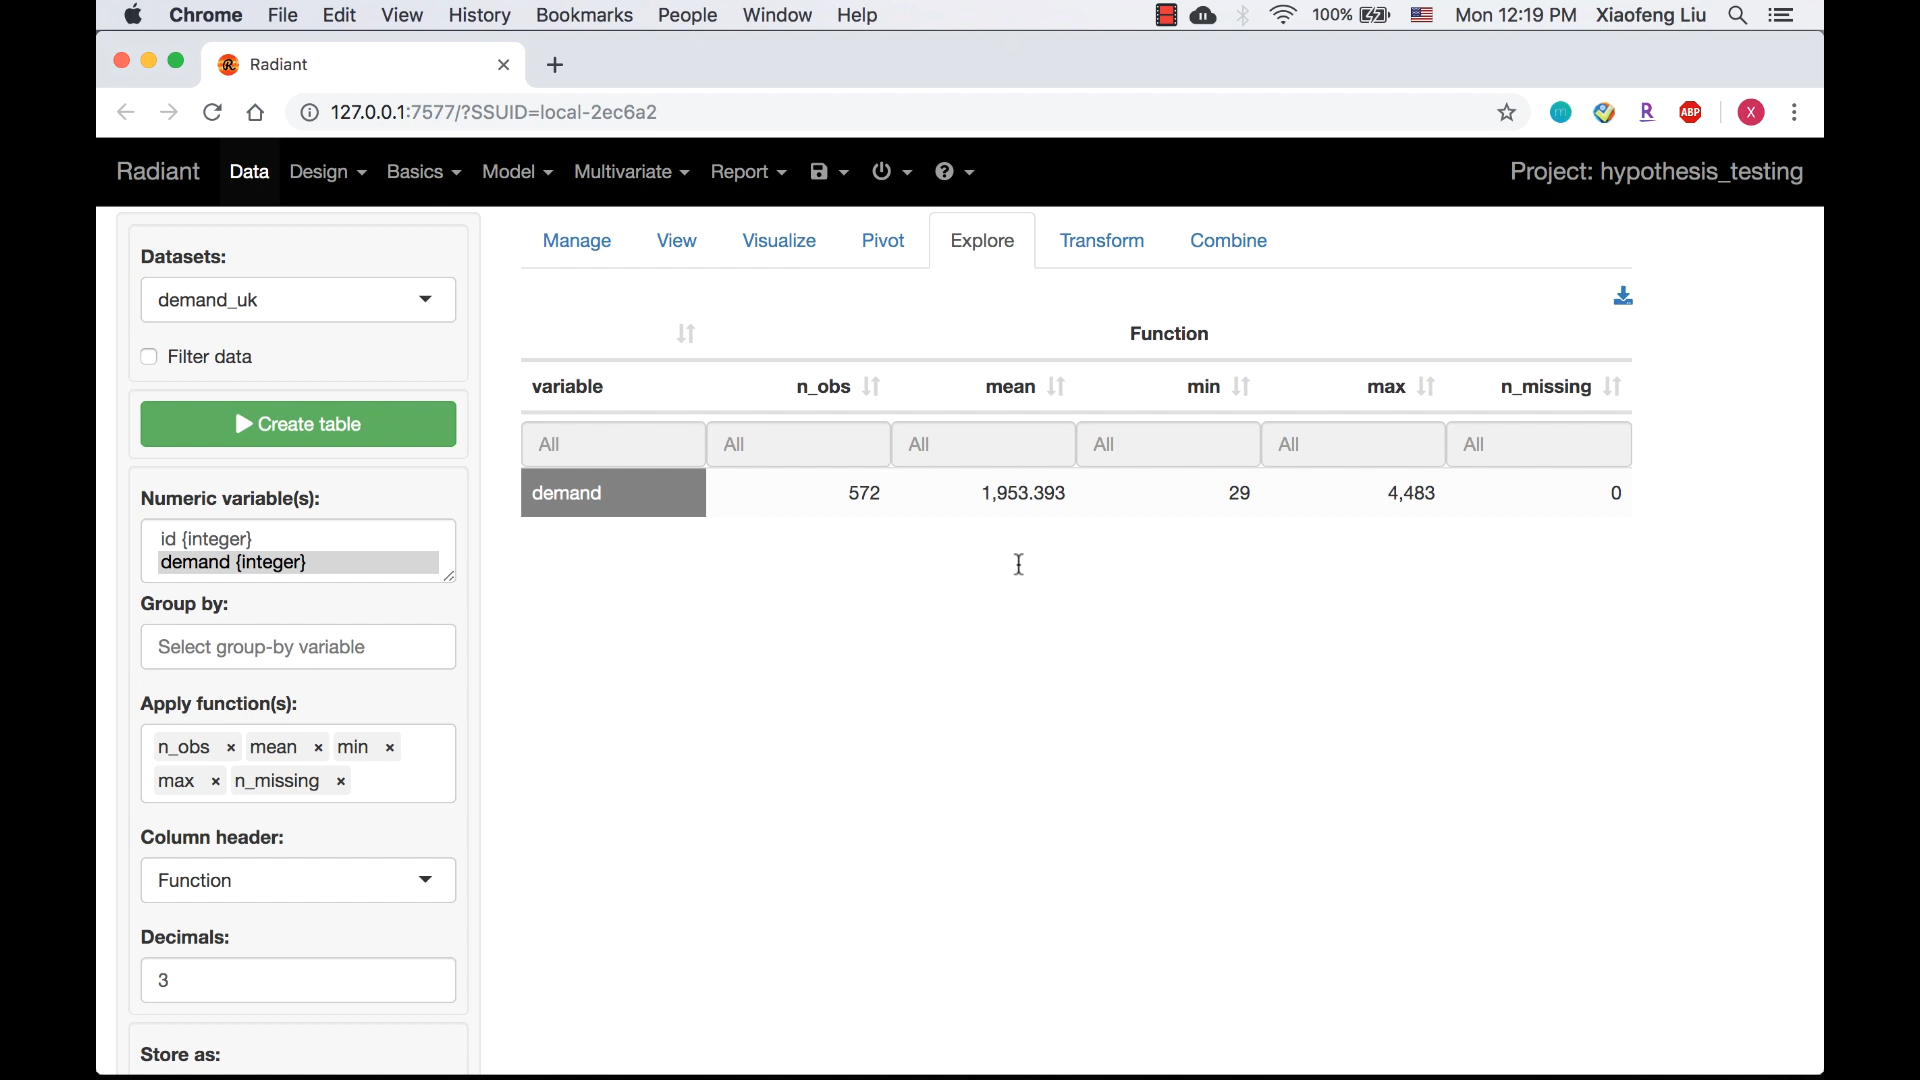 Chrome File Edit View History Bookmarks People Window Help 100% Mon 12:19 PM Xiaofeng Liu
Radiant
127.0.0.1:7577/?SSUID=local-2ec6a2
m R ABP X
Radiant Data Design Basics Model Multivariate Report Project: hypothesis_testing
Manage View Visualize Pivot Explore Transform Combine
Datasets:
demand_uk
Filter data
Create table
Numeric variable(s):
id {integer}
demand {integer}
Group by:
Select group-by variable
Apply function(s):
n_obs × mean × min ×
max × n_missing ×
Column header:
Function
Decimals:
3
Store as:
Function
variable n_obs mean min max n_missing
All All All All All All
demand 572 1,953.393 29 4,483 0